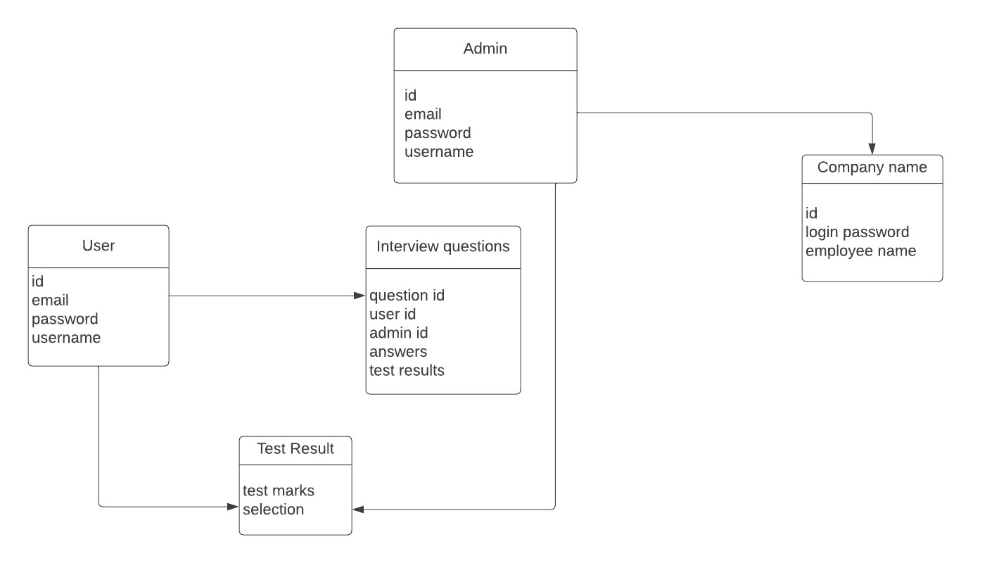 Admin
id
email
password
username
Company name
id
login password
employee name
User
id
email
password
username
Interview questions
question id
user id
admin id
answers
test results
Test Result
test marks
selection